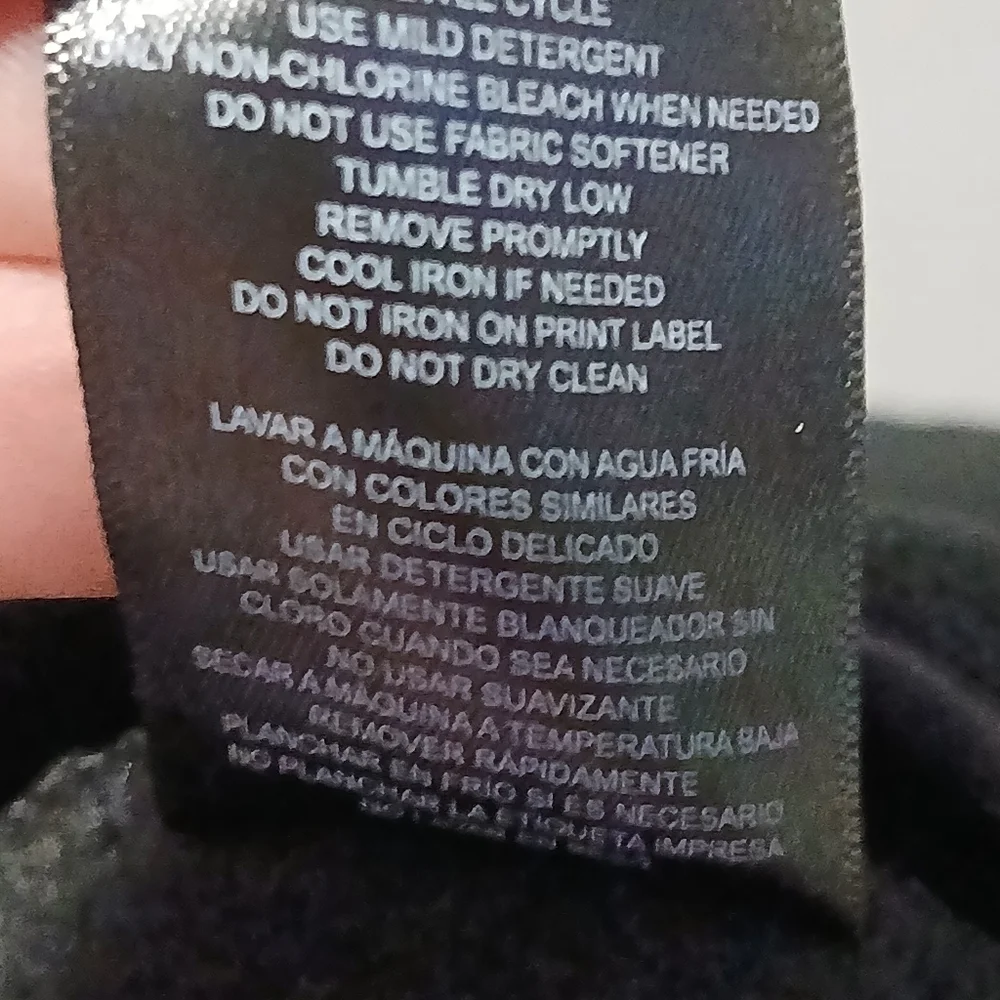 CYCLE
USE MILD DETERGENT
ONLY NON-CHLORINE BLEACH WHEN NEEDED
DO NOT USE FABRIC SOFTENER
TUMBLE DRY LOW
REMOVE PROMPTLY
COOL IRON IF NEEDED
DO NOT IRON ON PRINT LABEL
DO NOT DRY CLEAN
LAVAR A MÁQUINA CON AGUA FRÍA
CON COLORES SIMILARES
EN CICLO DELICADO
USAR DETERGENTE SUAVE
USAR SOLAMENTE BLANQUEADOR SIN
CLORO CUANDO SEA NECESARIO
NO USAR SUAVIZANTE
SECAR A MÁQUINA A TEMPERATURA BAJA
REMOVER RAPIDAMENTE
PLANCHAR EN FRIO SI ES NECESARIO
NO PLANCHAR LA ETIQUETA IMPRESA